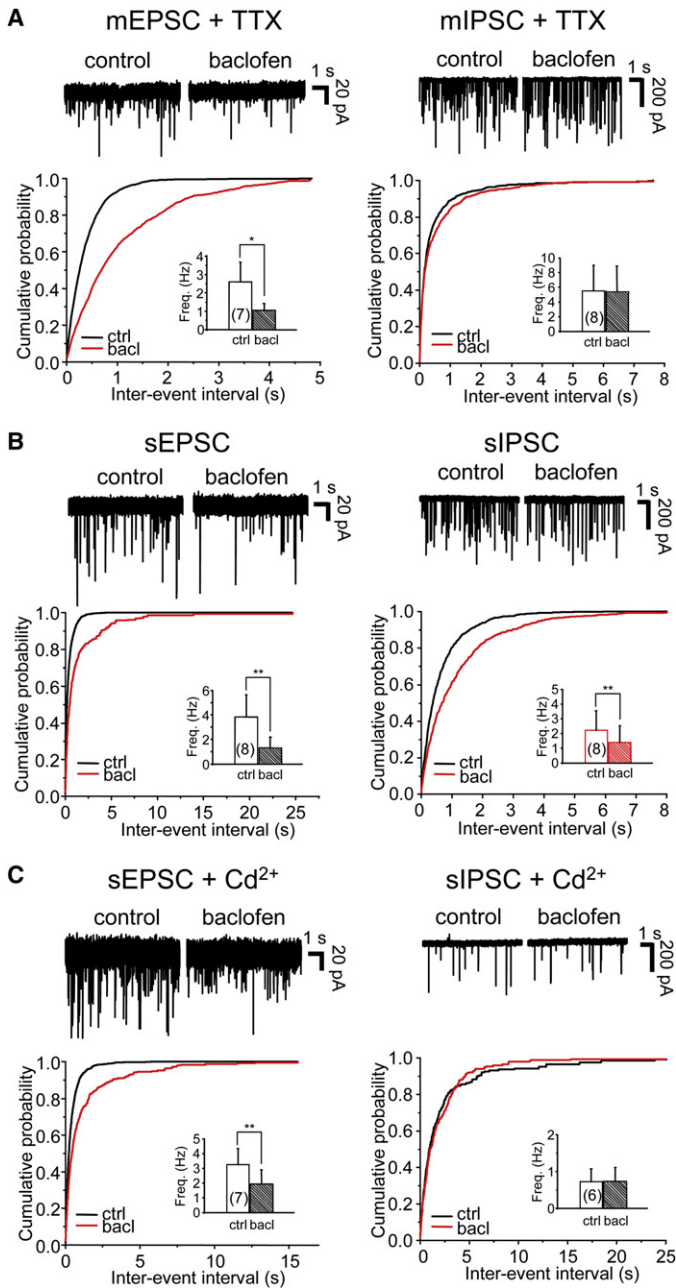 A
mEPSC + TTX
control baclofen
1 s
20 pA
Cumulative probability
1.0
0.8
0.6
0.4
0.2
0.0
Freq. (Hz)
4
3
2
1
0
*
(7)
ctrl bacl
ctrl
bacl
0 1 2 3 4 5
Inter-event interval (s)
mIPSC + TTX
control baclofen
1 s
200 pA
Cumulative probability
1.0
0.8
0.6
0.4
0.2
0.0
Freq. (Hz)
10
8
6
4
2
0
(8)
ctrl bacl
ctrl
bacl
0 1 2 3 4 5 6 7 8
Inter-event interval (s)
B
sEPSC
control baclofen
1 s
20 pA
Cumulative probability
1.0
0.8
0.6
0.4
0.2
0.0
Freq. (Hz)
6
4
2
0
**
(8)
ctrl bacl
ctrl
bacl
0 5 10 15 20 25
Inter-event interval (s)
sIPSC
control baclofen
1 s
200 pA
Cumulative probability
1.0
0.8
0.6
0.4
0.2
0.0
Freq. (Hz)
5
4
3
2
1
0
**
(8)
ctrl bacl
ctrl
bacl
0 1 2 3 4 5 6 7 8
Inter-event interval (s)
C
sEPSC + Cd²⁺
control baclofen
1 s
20 pA
Cumulative probability
1.0
0.8
0.6
0.4
0.2
0.0
Freq. (Hz)
5
4
3
2
1
0
**
(7)
ctrl bacl
ctrl
bacl
0 5 10 15
Inter-event interval (s)
sIPSC + Cd²⁺
control baclofen
1 s
200 pA
Cumulative probability
1.0
0.8
0.6
0.4
0.2
0.0
Freq. (Hz)
2
1
0
(6)
ctrl bacl
ctrl
bacl
0 5 10 15 20 25
Inter-event interval (s)